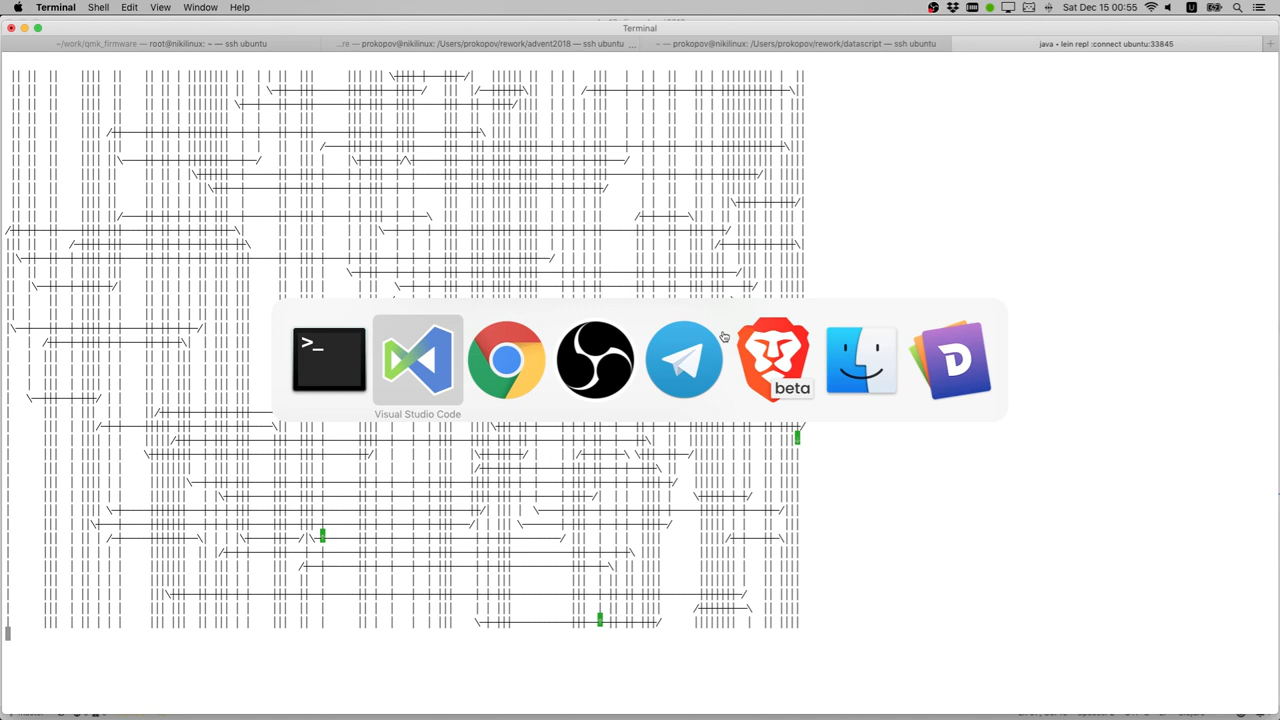 Terminal Shell Edit View Window Help Sat Dec 15 00:55
Terminal
~/work/qmk_firmware — root@nikilinux: ~ — ssh ubuntu ...re — prokopov@nikilinux: /Users/prokopov/rework/advent2018 — ssh ubuntu ... ~ — prokopov@nikilinux: /Users/prokopov/rework/datascript — ssh ubuntu java • lein repl :connect ubuntu:33845
>_
beta
D
Visual Studio Code